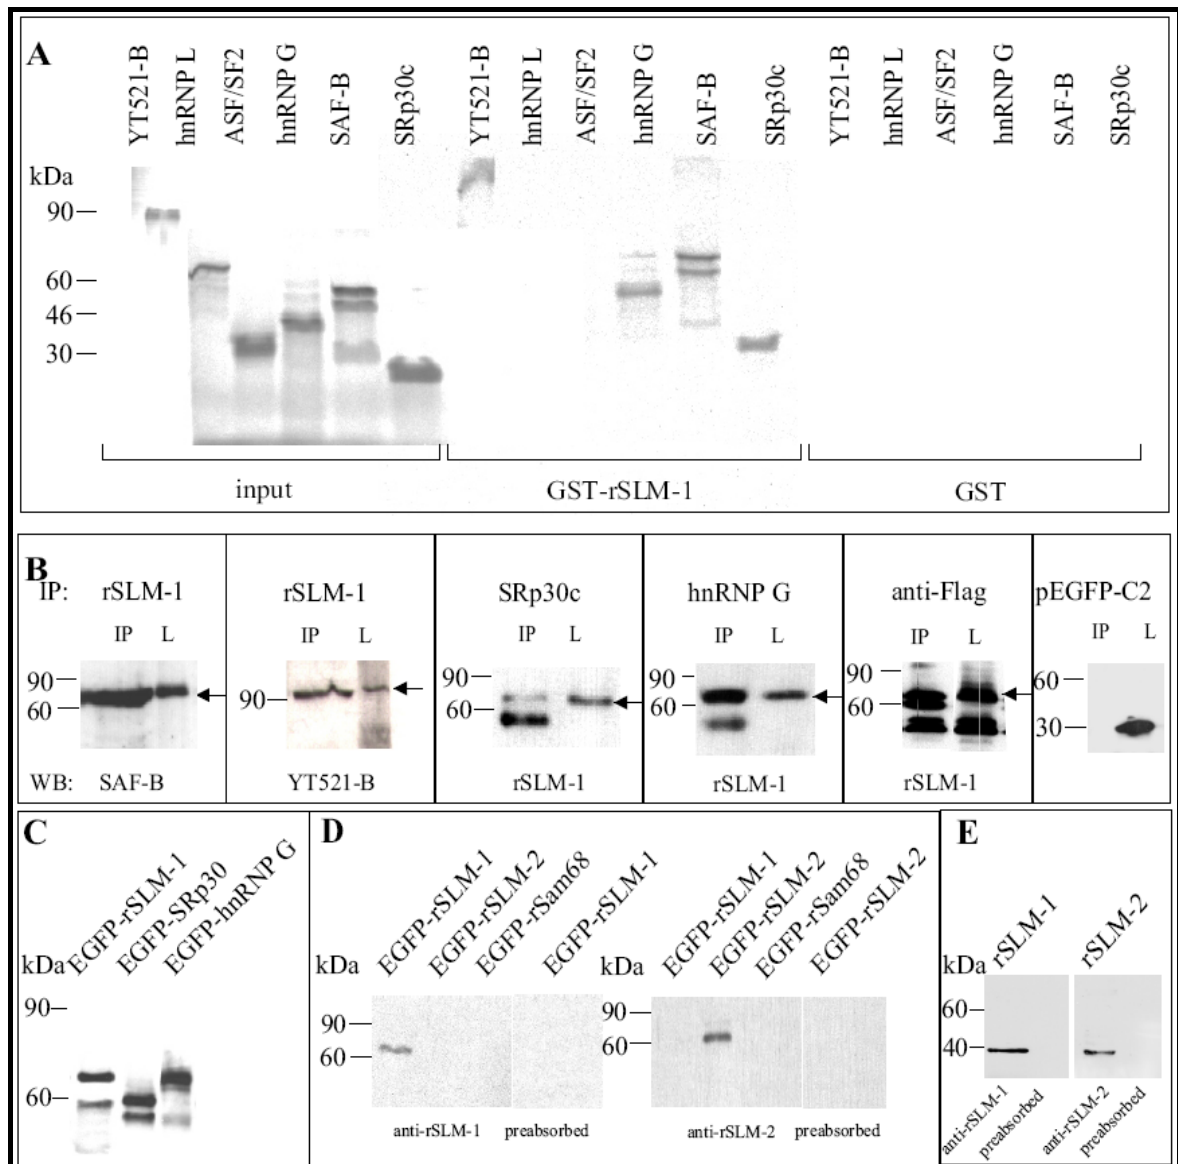 A
YT521-B hnRNP L ASF/SF2 hnRNP G SAF-B SRp30c YT521-B hnRNP L ASF/SF2 hnRNP G SAF-B SRp30c YT521-B hnRNP L ASF/SF2 hnRNP G SAF-B SRp30c
kDa
90
60
46
30
input GST-rSLM-1 GST
B
IP: rSLM-1 rSLM-1 SRp30c hnRNP G anti-Flag pEGFP-C2
IP L IP L IP L IP L IP L IP L
90 60
90
90 60
90 60
90 60
60 30
WB: SAF-B YT521-B rSLM-1 rSLM-1 rSLM-1
C
EGFP-rSLM-1 EGFP-SRp30 EGFP-hnRNP G
kDa
90
60
D
EGFP-rSLM-1 EGFP-rSLM-2 EGFP-rSam68 EGFP-rSLM-1
kDa
90
60
anti-rSLM-1 preabsorbed
EGFP-rSLM-1 EGFP-rSLM-2 EGFP-rSam68 EGFP-rSLM-2
kDa
90
60
anti-rSLM-2 preabsorbed
E
rSLM-1 rSLM-2
kDa
60
40
anti-rSLM-1 preabsorbed anti-rSLM-2 preabsorbed